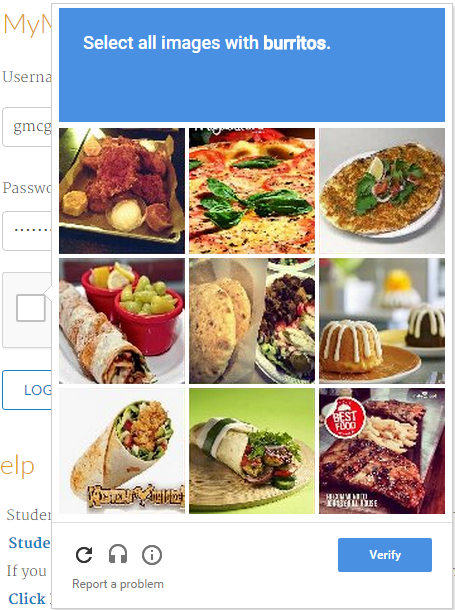 MyM
Select all images with burritos.
Userna
gmcg
Passwo
LOG
BEST
FOOD
elp
Studen
Stude
If you
Click
Report a problem
Verify